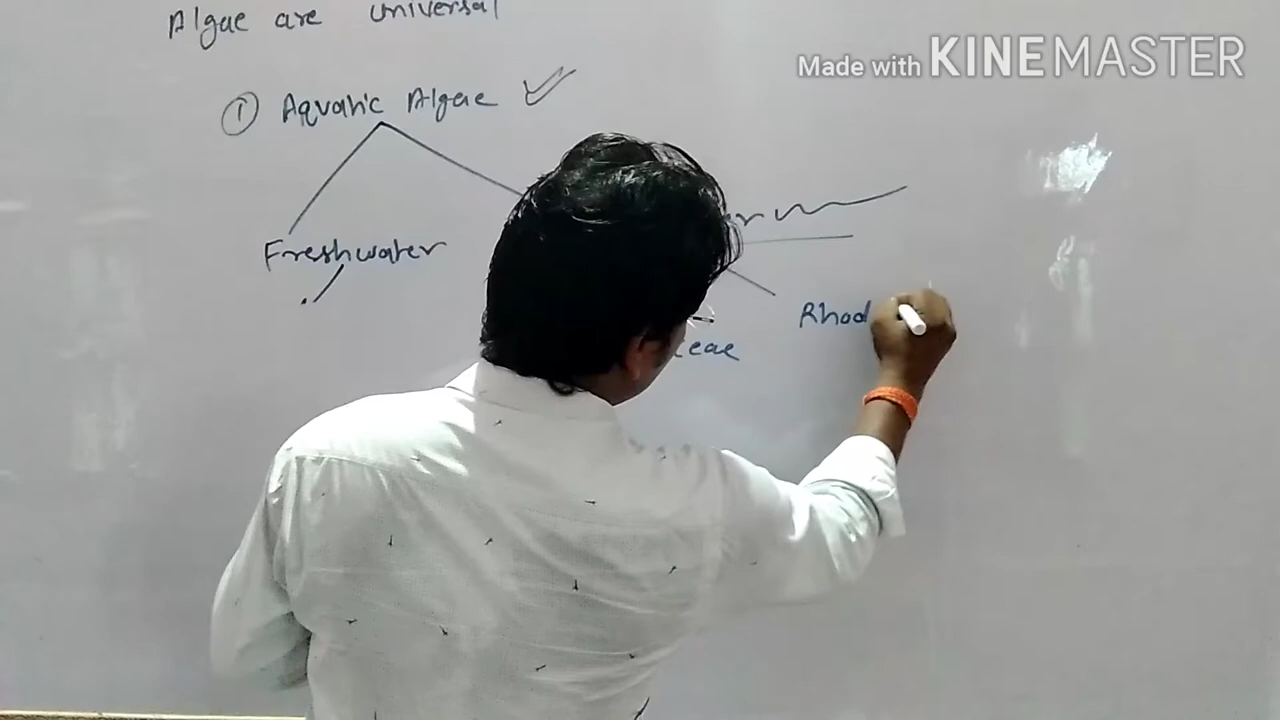 Algae are universal
Made with KINEMASTER
① Aquatic Algae
Freshwater
Rhod